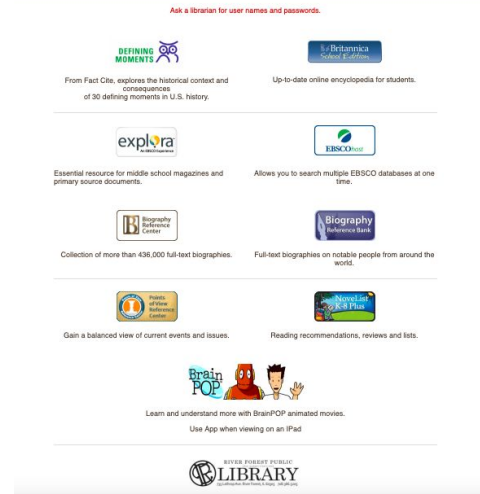 Ask a librarian for user names and passwords.
DEFINING
MOMENTS
Britannica
School Edition
From Fact Cite, explores the historical context and
consequences
of 30 defining moments in U.S. history.
Up-to-date online encyclopedia for students.
explora
An EBSCO Experience
EBSCOhost
Essential resource for middle school magazines and
primary source documents.
Allows you to search multiple EBSCO databases at one
time.
Biography
Reference
Center
Biography
Reference Bank
Collection of more than 436,000 full-text biographies.
Full-text biographies on notable people from around the
world.
Points
of View
Reference
Center
NoveList
K-8 Plus
Gain a balanced view of current events and issues.
Reading recommendations, reviews and lists.
Brain
POP
Learn and understand more with BrainPOP animated movies.
Use App when viewing on an IPad
RIVER FOREST PUBLIC
LIBRARY